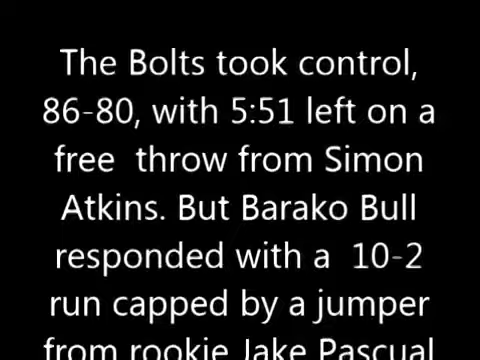 The Bolts took control,
86-80, with 5:51 left on a
free  throw from Simon
Atkins. But Barako Bull
responded with a  10-2
run capped by a jumper
from rookie Jake Pascual